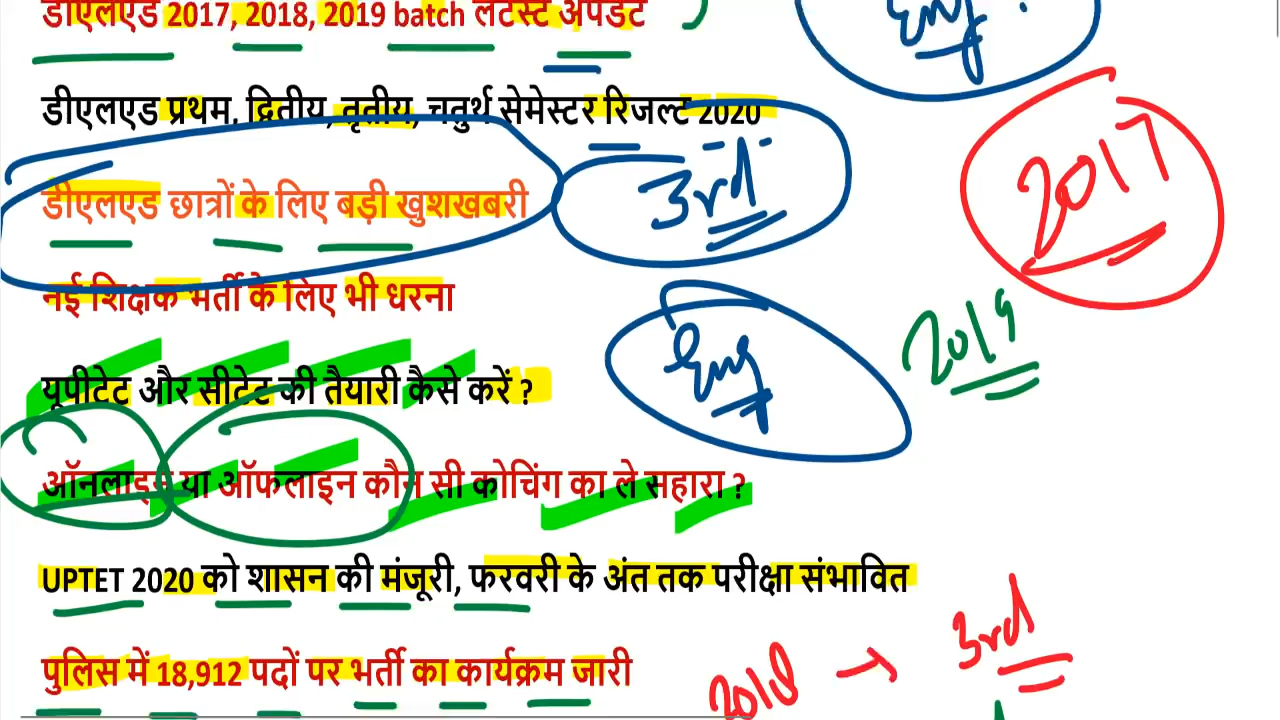 डीएलएड 2017, 2018, 2019 batch लेटेस्ट अपडेट
Eng
डीएलएड प्रथम, द्वितीय, तृतीय, चतुर्थ सेमेस्टर रिजल्ट 2020
2017
डीएलएड छात्रों के लिए बड़ी खुशखबरी
3rd
नई शिक्षक भर्ती के लिए भी धरना
2019
Eng
यूपीटेट और सीटेट की तैयारी कैसे करें ?
ऑनलाइन या ऑफलाइन कौन सी कोचिंग का ले सहारा ?
UPTET 2020 को शासन की मंजूरी, फरवरी के अंत तक परीक्षा संभावित
पुलिस में 18,912 पदों पर भर्ती का कार्यक्रम जारी
2018 → 3rd